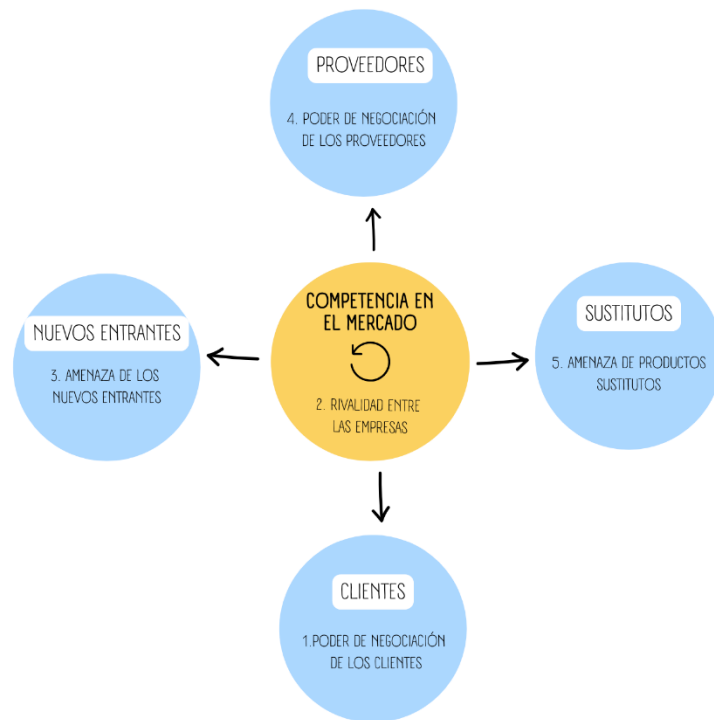 PROVEEDORES
4. PODER DE NEGOCIACIÓN
DE LOS PROVEEDORES
NUEVOS ENTRANTES
3. AMENAZA DE LOS
NUEVOS ENTRANTES
COMPETENCIA EN
EL MERCADO
2. RIVALIDAD ENTRE
LAS EMPRESAS
SUSTITUTOS
5. AMENAZA DE PRODUCTOS
SUSTITUTOS
CLIENTES
1.PODER DE NEGOCIACIÓN
DE LOS CLIENTES